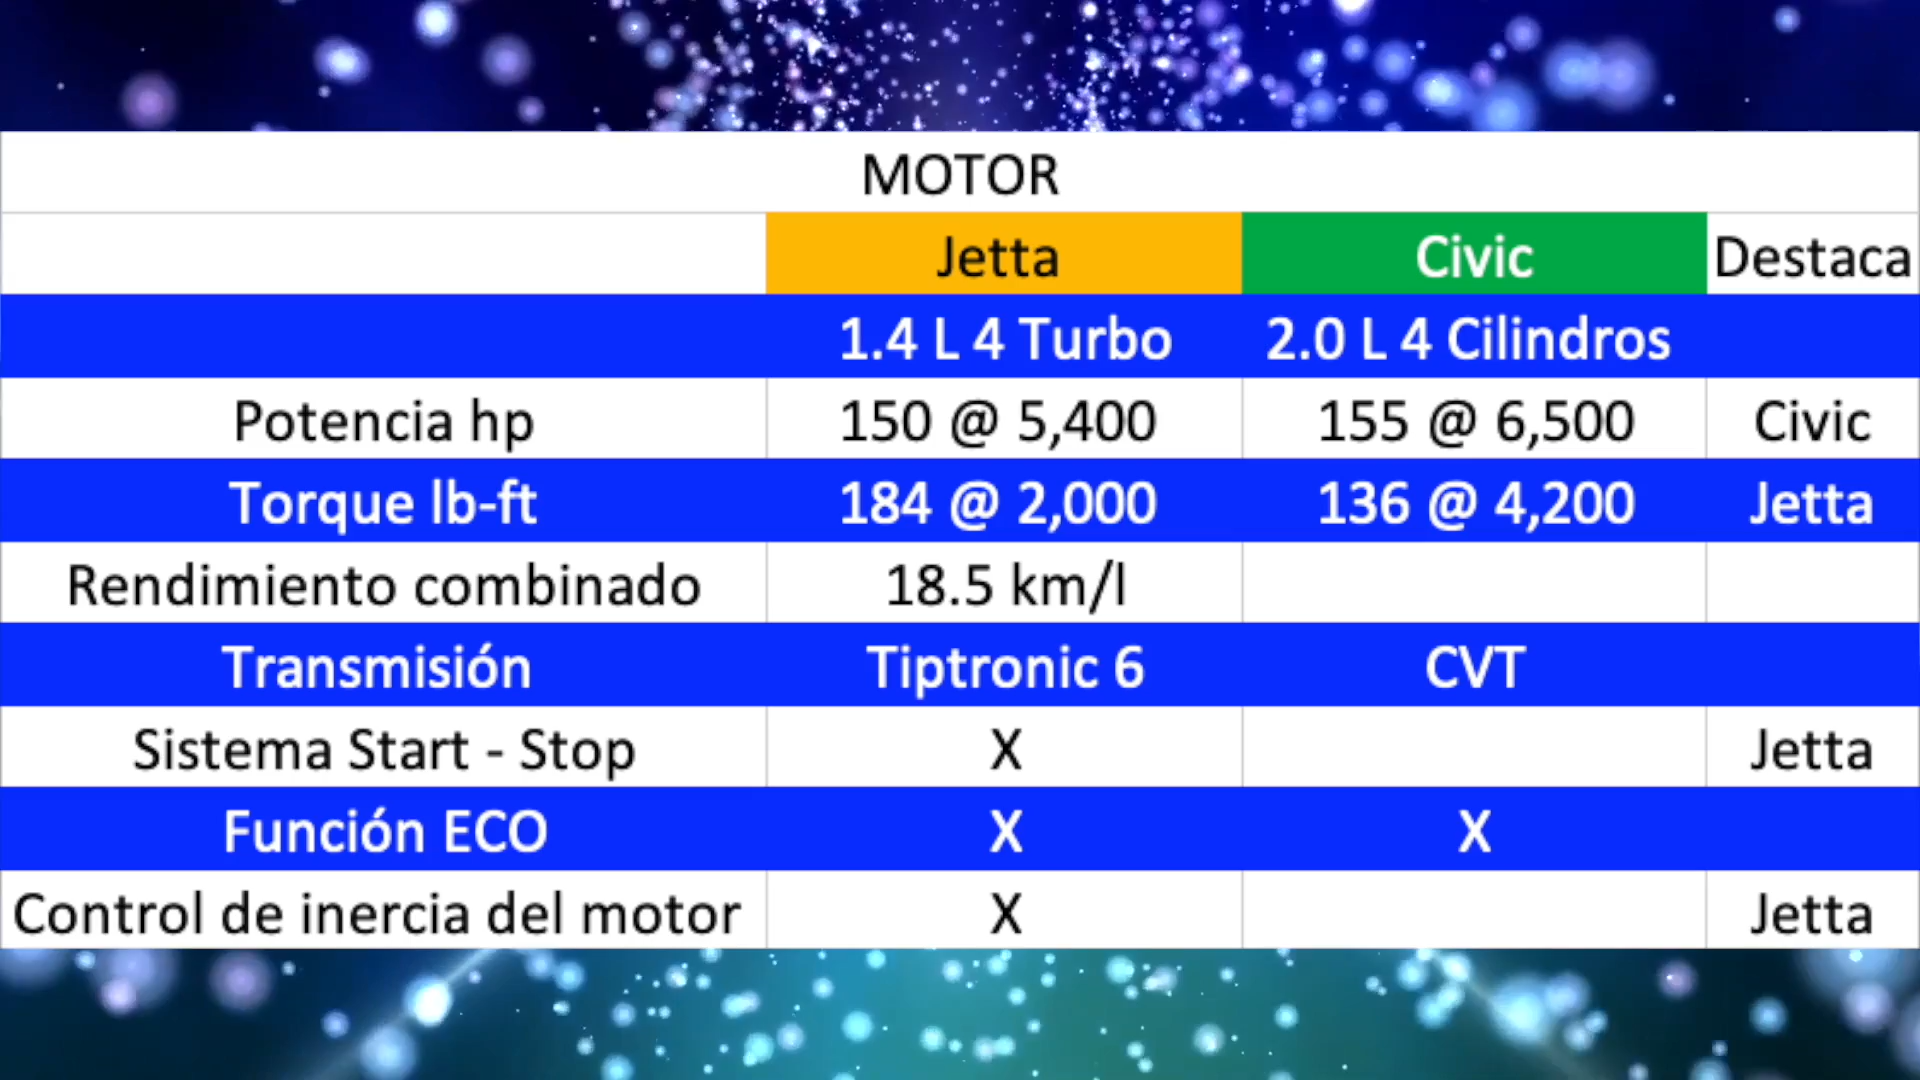 MOTOR
Jetta Civic Destaca
1.4 L 4 Turbo 2.0 L 4 Cilindros
Potencia hp 150 @ 5,400 155 @ 6,500 Civic
Torque lb-ft 184 @ 2,000 136 @ 4,200 Jetta
Rendimiento combinado 18.5 km/l
Transmisión Tiptronic 6 CVT
Sistema Start - Stop X Jetta
Función ECO X X
Control de inercia del motor X Jetta